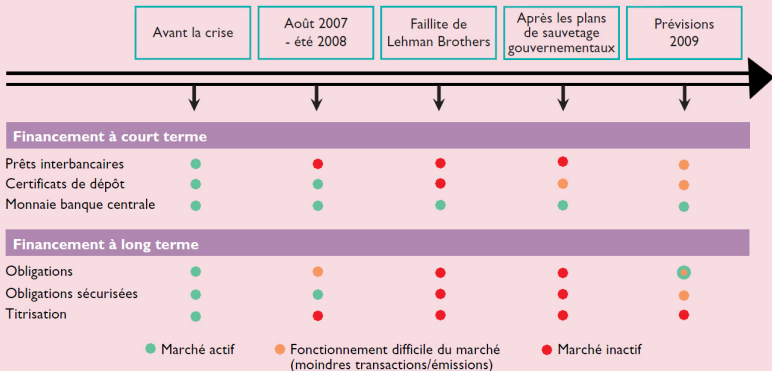 Avant la crise
Août 2007
- été 2008
Faillite de
Lehman Brothers
Après les plans
de sauvetage
gouvernementaux
Prévisions
2009
Financement à court terme
Prêts interbancaires
Certificats de dépôt
Monnaie banque centrale
Financement à long terme
Obligations
Obligations sécurisées
Titrisation
Marché actif
Fonctionnement difficile du marché
(moindres transactions/émissions)
Marché inactif